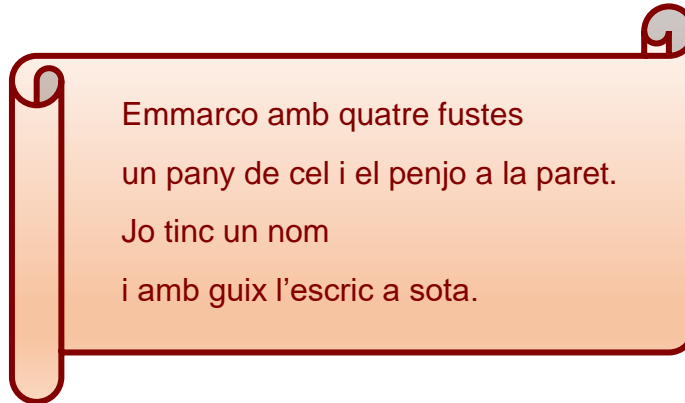 Emmarco amb quatre fustes
un pany de cel i el penjo a la paret.
Jo tinc un nom
i amb guix l’escric a sota.